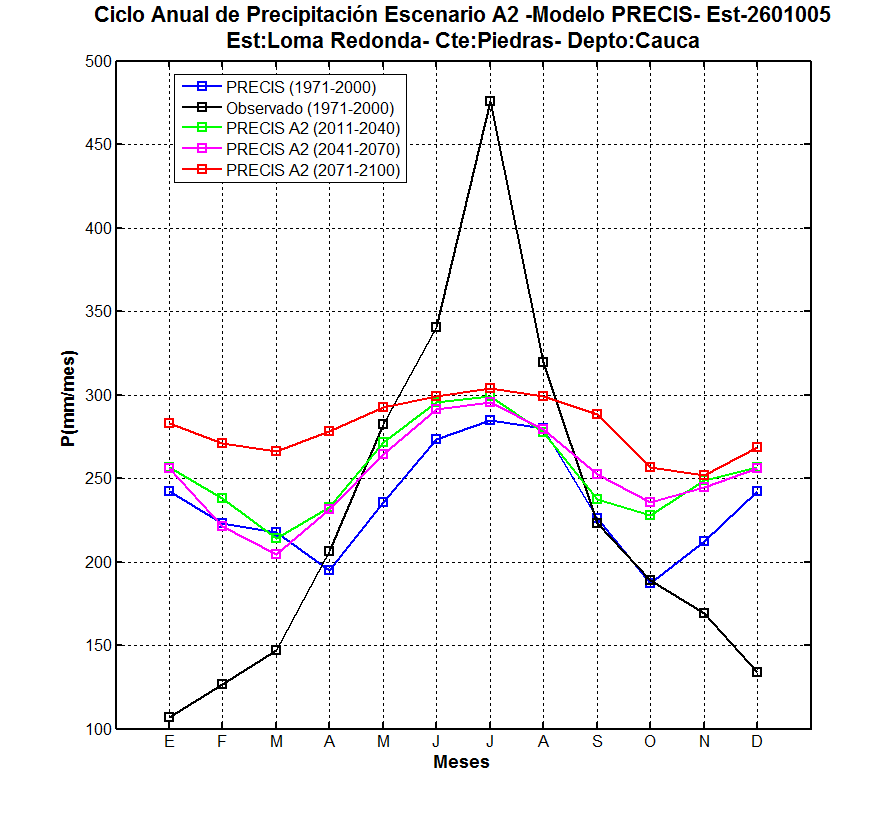 Ciclo Anual de Precipitación Escenario A2 -Modelo PRECIS- Est-2601005
Est:Loma Redonda- Cte:Piedras- Depto:Cauca
PRECIS (1971-2000)
Observado (1971-2000)
PRECIS A2 (2011-2040)
PRECIS A2 (2041-2070)
PRECIS A2 (2071-2100)
P(mm/mes)
500
450
400
350
300
250
200
150
100
E F M A M J J A S O N D
Meses